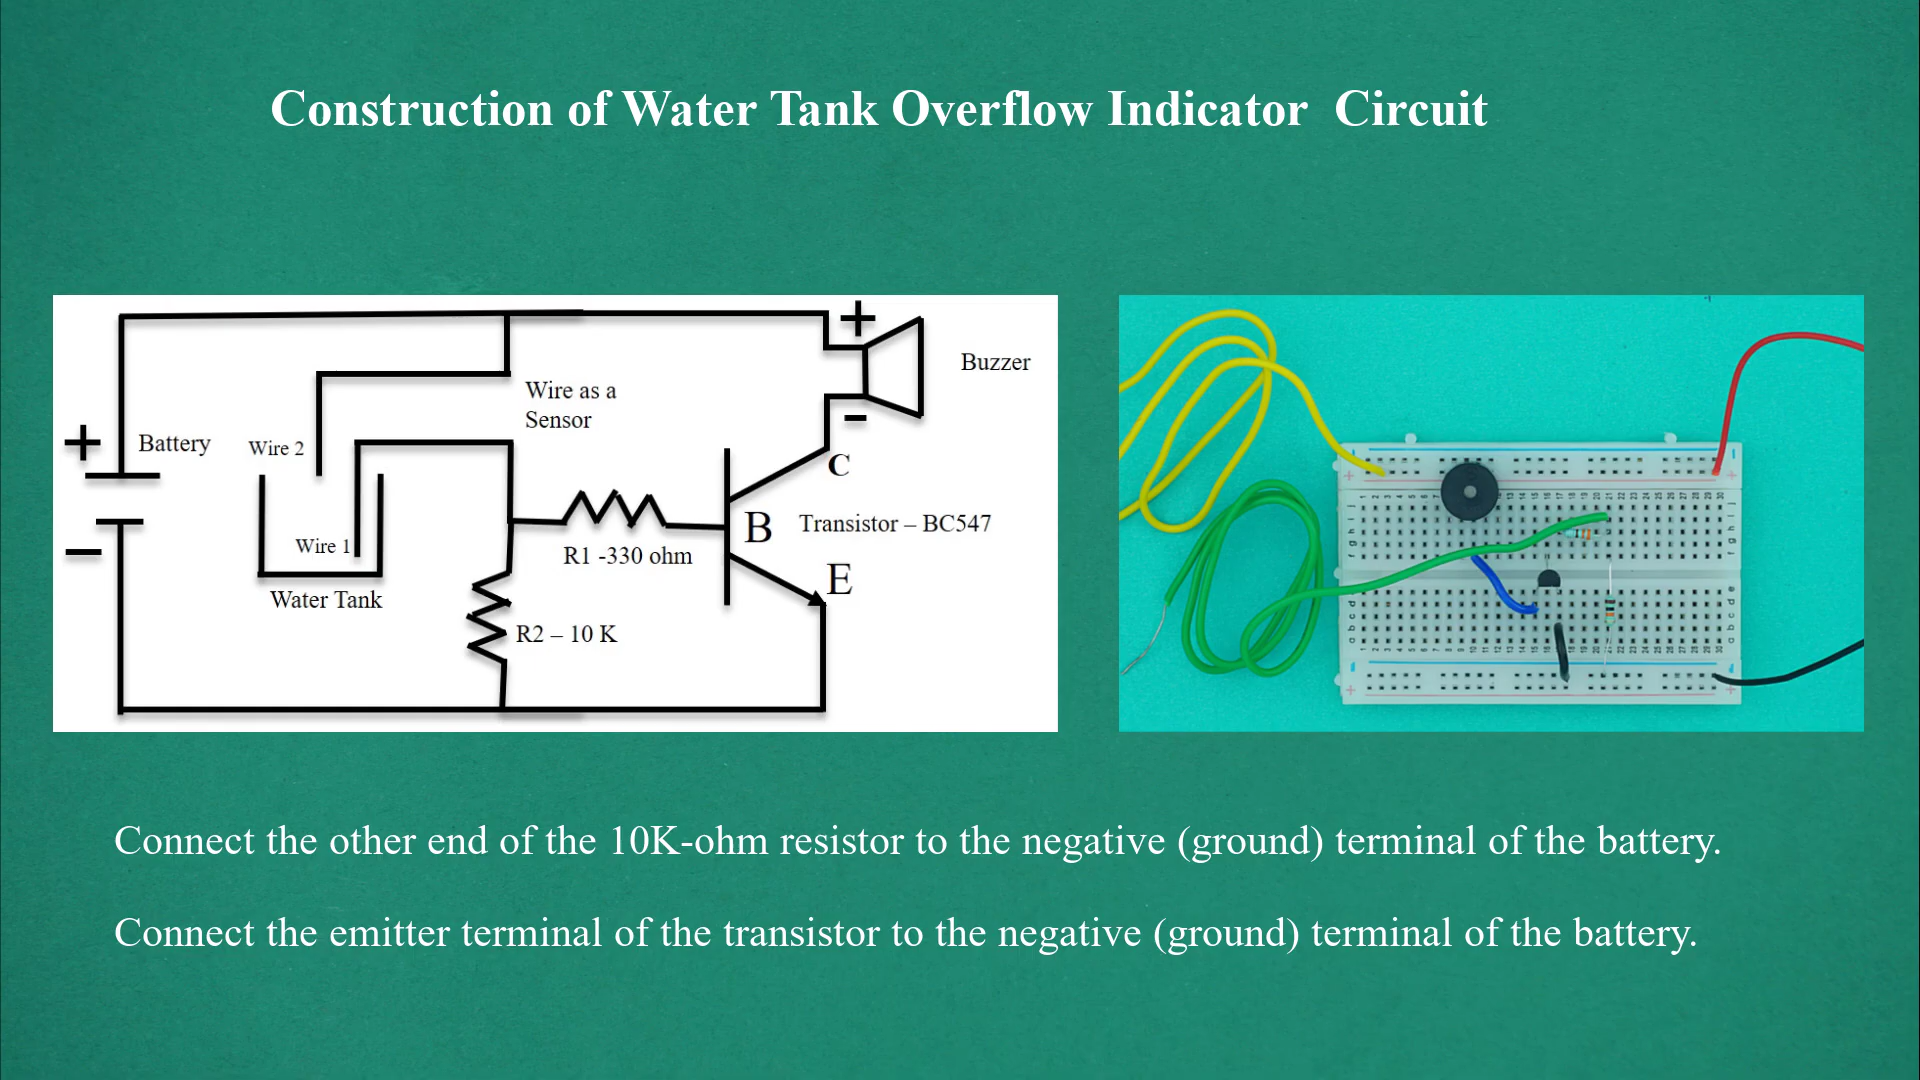 Construction of Water Tank Overflow Indicator Circuit
+
Buzzer
Wire as a
Sensor
+
Battery
Wire 2
–
C
B
Transistor – BC547
–
Wire 1
R1 -330 ohm
E
Water Tank
R2 – 10 K
Connect the other end of the 10K-ohm resistor to the negative (ground) terminal of the battery.
Connect the emitter terminal of the transistor to the negative (ground) terminal of the battery.